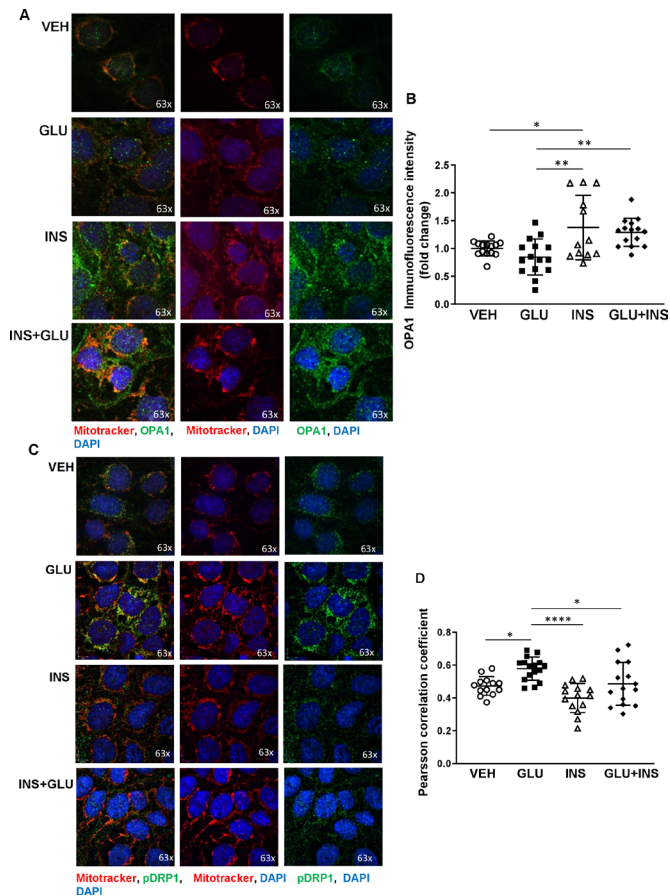 A
VEH
63x
63x
63x
GLU
63x
63x
63x
INS
63x
63x
63x
INS+GLU
63x
63x
63x
Mitotracker, OPA1,
DAPI
Mitotracker, DAPI
OPA1, DAPI
B
OPA1 Immunofluorescence intensity
(fold change)
2.5
2.0
1.5
1.0
0.5
0.0
*
**
**
VEH
GLU
INS
GLU+INS
C
VEH
63x
63x
63x
GLU
63x
63x
63x
INS
63x
63x
63x
INS+GLU
63x
63x
63x
Mitotracker, pDRP1,
DAPI
Mitotracker, DAPI
pDRP1, DAPI
D
Pearsson correlation coefficient
0.8
0.6
0.4
0.2
0.0
*
****
*
VEH
GLU
INS
GLU+INS